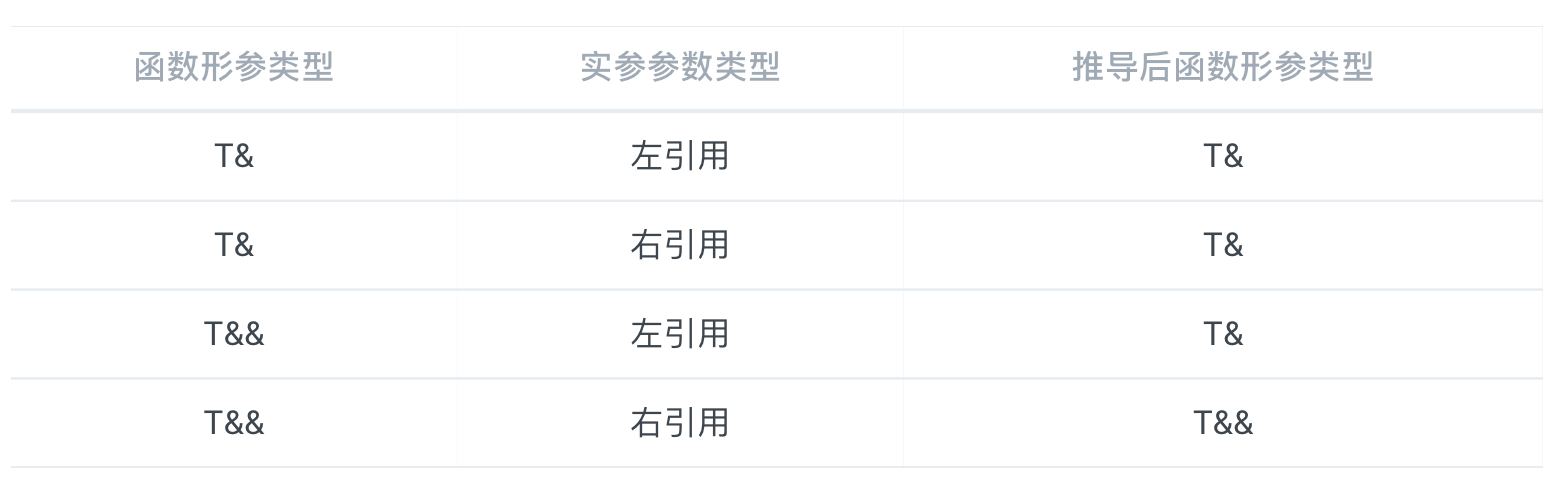 函数形参类型 实参参数类型 推导后函数形参类型
T& 左引用 T&
T& 右引用 T&
T&& 左引用 T&
T&& 右引用 T&&